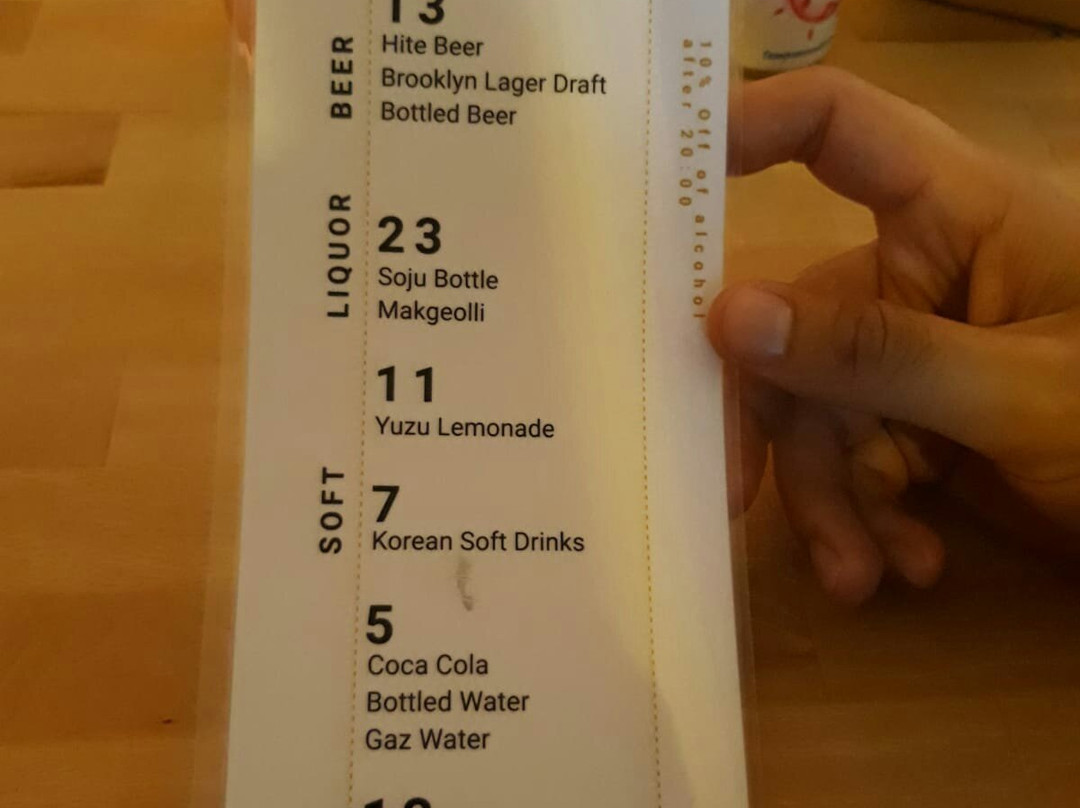 BEER
13
Hite Beer
Brooklyn Lager Draft
Bottled Beer
LIQUOR
23
Soju Bottle
Makgeolli
SOFT
11
Yuzu Lemonade
7
Korean Soft Drinks
5
Coca Cola
Bottled Water
Gaz Water
10% Off of alcohol
after 20:00